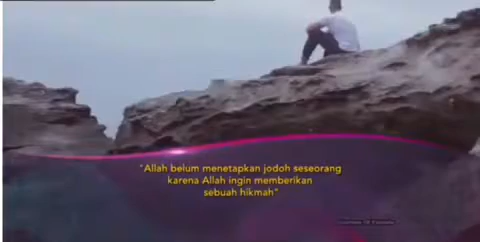 "Allah belum menetapkan jodoh seseorang
karena Allah ingin memberikan
sebuah hikmah"